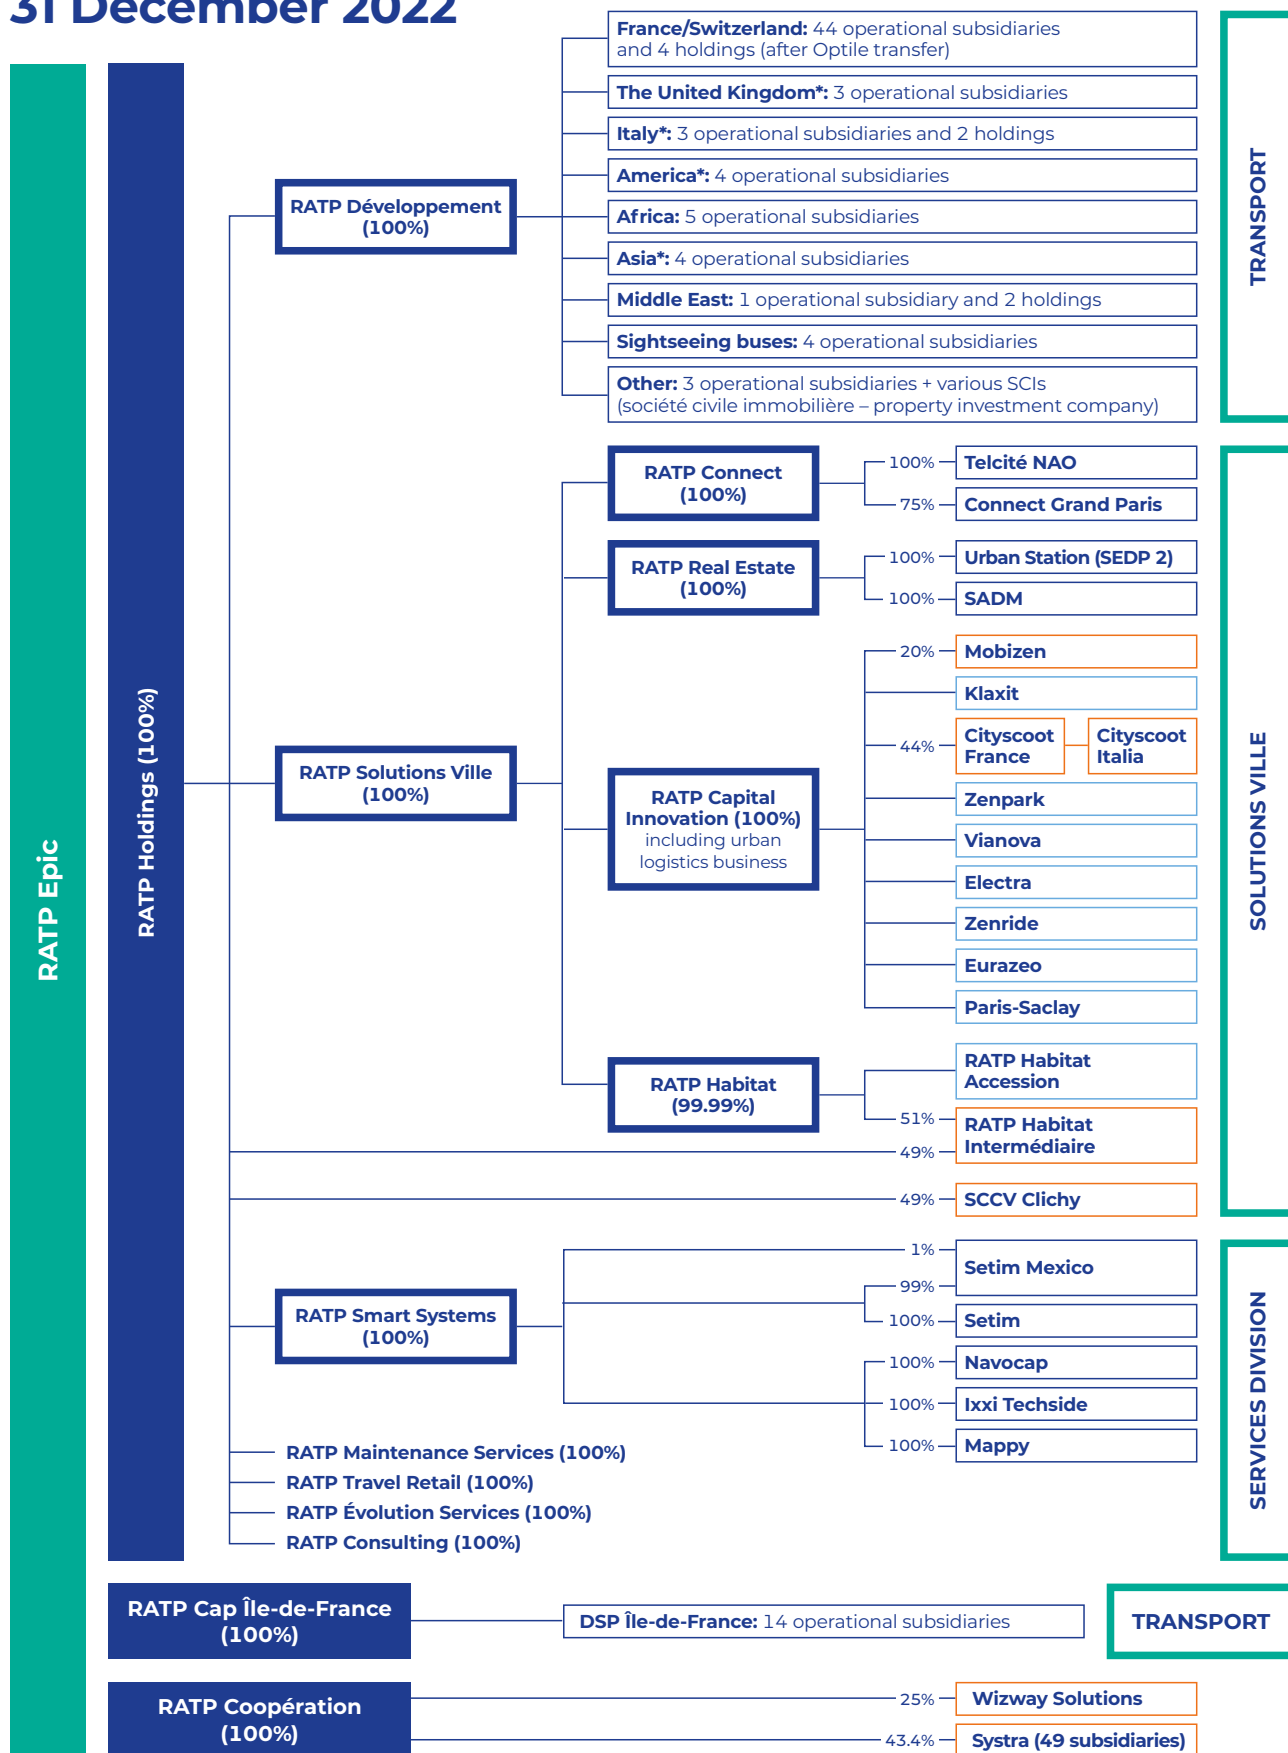 31 December 2022
RATP Epic
RATP Holdings (100%)
RATP Développement
(100%)
France/Switzerland: 44 operational subsidiaries
and 4 holdings (after Optile transfer)
The United Kingdom*: 3 operational subsidiaries
Italy*: 3 operational subsidiaries and 2 holdings
America*: 4 operational subsidiaries
Africa: 5 operational subsidiaries
Asia*: 4 operational subsidiaries
Middle East: 1 operational subsidiary and 2 holdings
Sightseeing buses: 4 operational subsidiaries
Other: 3 operational subsidiaries + various SCIs
(société civile immobilière – property investment company)
TRANSPORT
RATP Solutions Ville
(100%)
RATP Connect
(100%)
100% Telcité NAO
75% Connect Grand Paris
RATP Real Estate
(100%)
100% Urban Station (SEDP 2)
100% SADM
RATP Capital
Innovation (100%)
including urban
logistics business
20% Mobizen
Klaxit
44% Cityscoot
France
Cityscoot
Italia
Zenpark
Vianova
Electra
Zenride
Eurazeo
Paris-Saclay
RATP Habitat
(99.99%)
RATP Habitat
Accession
51%
49%
RATP Habitat
Intermédiaire
49% SCCV Clichy
SOLUTIONS VILLE
RATP Smart Systems
(100%)
1%
99%
Setim Mexico
100% Setim
100% Navocap
100% Ixxi Techside
100% Mappy
RATP Maintenance Services (100%)
RATP Travel Retail (100%)
RATP Évolution Services (100%)
RATP Consulting (100%)
SERVICES DIVISION
RATP Cap Île-de-France
(100%)
DSP Île-de-France: 14 operational subsidiaries
TRANSPORT
RATP Coopération
(100%)
25% Wizway Solutions
43.4% Systra (49 subsidiaries)